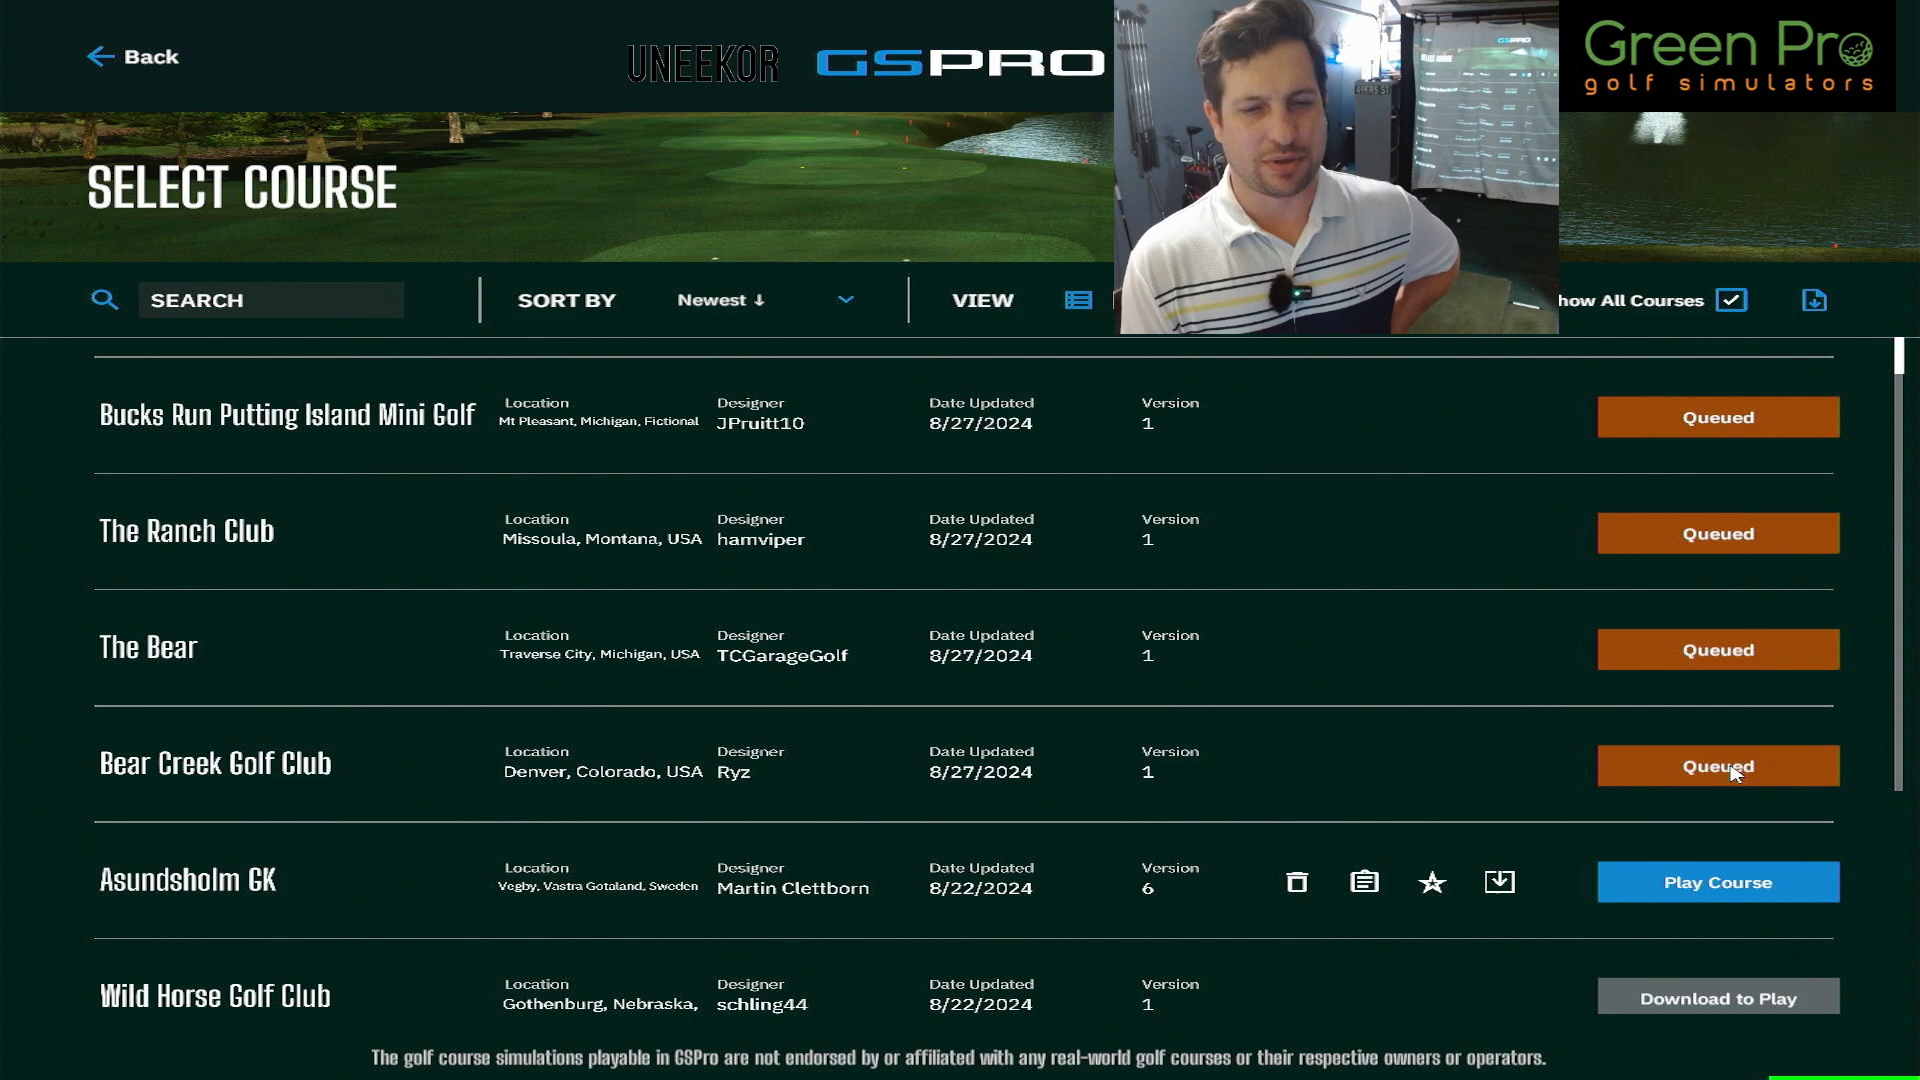 Back
UNEEKOR
GSPRO
Green Pro
golf simulators
SELECT COURSE
SEARCH
SORT BY
Newest ↓
VIEW
how All Courses
Bucks Run Putting Island Mini Golf
Location
Mt Pleasant, Michigan, Fictional
Designer
JPruitt10
Date Updated
8/27/2024
Version
1
Queued
The Ranch Club
Location
Missoula, Montana, USA
Designer
hamviper
Date Updated
8/27/2024
Version
1
Queued
The Bear
Location
Traverse City, Michigan, USA
Designer
TCGarageGolf
Date Updated
8/27/2024
Version
1
Queued
Bear Creek Golf Club
Location
Denver, Colorado, USA
Designer
Ryz
Date Updated
8/27/2024
Version
1
Queued
Asundsholm GK
Location
Vegby, Vastra Gotaland, Sweden
Designer
Martin Clettborn
Date Updated
8/22/2024
Version
6
Play Course
Wild Horse Golf Club
Location
Gothenburg, Nebraska,
Designer
schling44
Date Updated
8/22/2024
Version
1
Download to Play
The golf course simulations playable in GSPro are not endorsed by or affiliated with any real-world golf courses or their respective owners or operators.
49ERS ST
GSPRO
SELECT COURSE